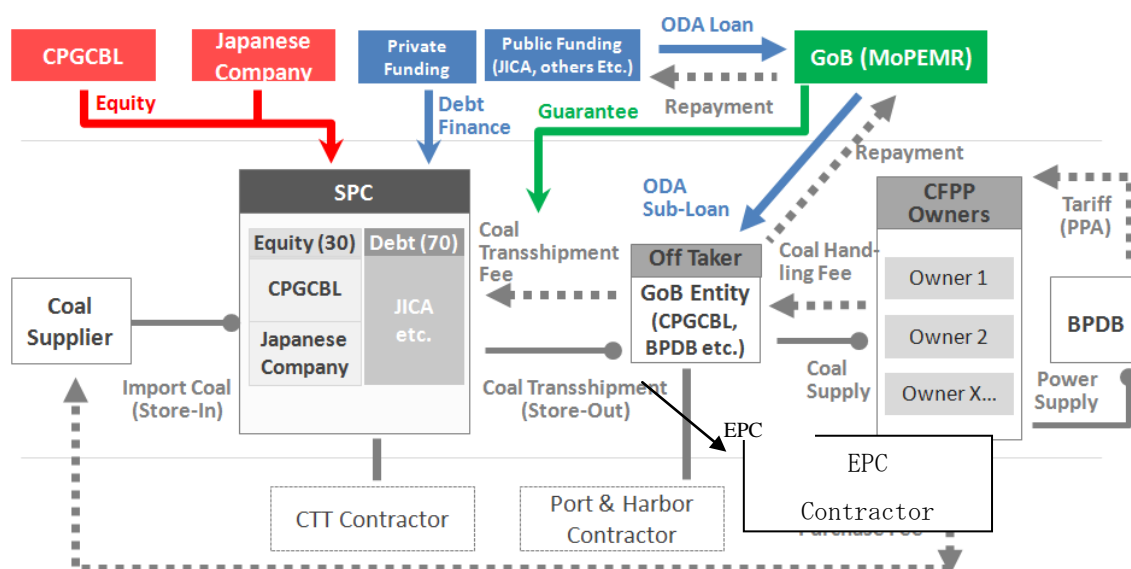 ODA Loan
CPGCBL
Japanese
Company
Private
Funding
Public Funding
(JICA, others Etc.)
GoB (MoPEMR)
Equity
Debt
Finance
Guarantee
Repayment
Repayment
SPC
ODA
Sub-Loan
CFPP
Owners
Tariff
(PPA)
Equity (30)
Debt (70)
Coal
Transshipment
Fee
Off Taker
Coal Hand-
ling Fee
CPGCBL
JICA
etc.
GoB Entity
(CPGCBL,
BPDB etc.)
Owner 1
Coal
Supplier
Japanese
Company
Owner 2
BPDB
Import Coal
(Store-In)
Coal Transshipment
(Store-Out)
Coal
Supply
Owner X...
Power
Supply
EPC
EPC
Contractor
CTT Contractor
Port & Harbor
Contractor